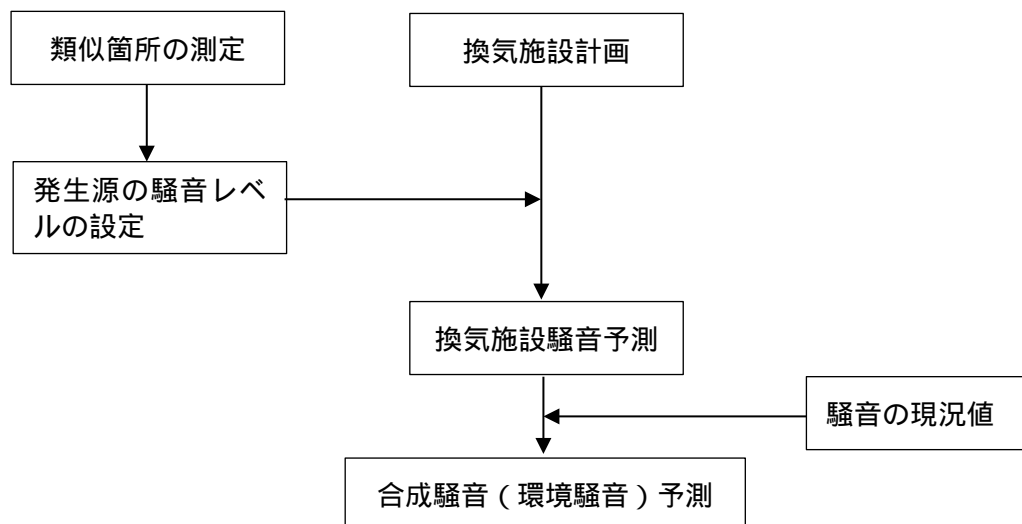 類似箇所の測定
換気施設計画
発生源の騒音レベ
ルの設定
換気施設騒音予測
騒音の現況値
合成騒音(環境騒音)予測